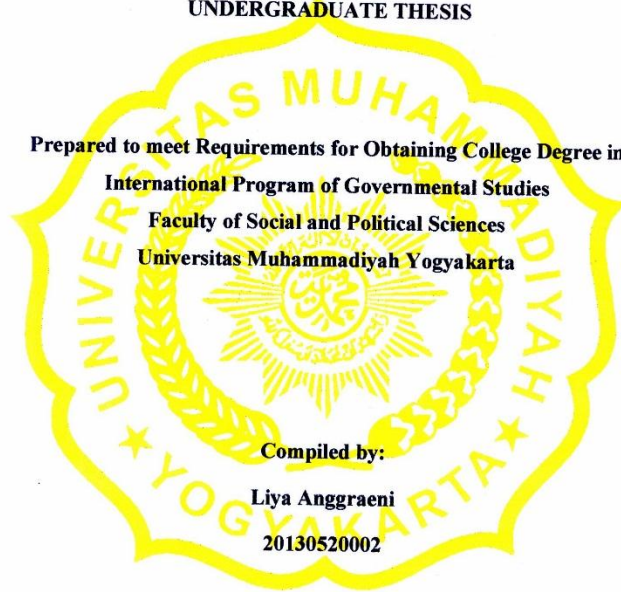 UNDERGRADUATE THESIS
Prepared to meet Requirements for Obtaining College Degree in
International Program of Governmental Studies
Faculty of Social and Political Sciences
Universitas Muhammadiyah Yogyakarta
UNIVERSITAS MUHAMMADIYAH
★ YOGYAKARTA ★
Compiled by:
Liya Anggraeni
20130520002